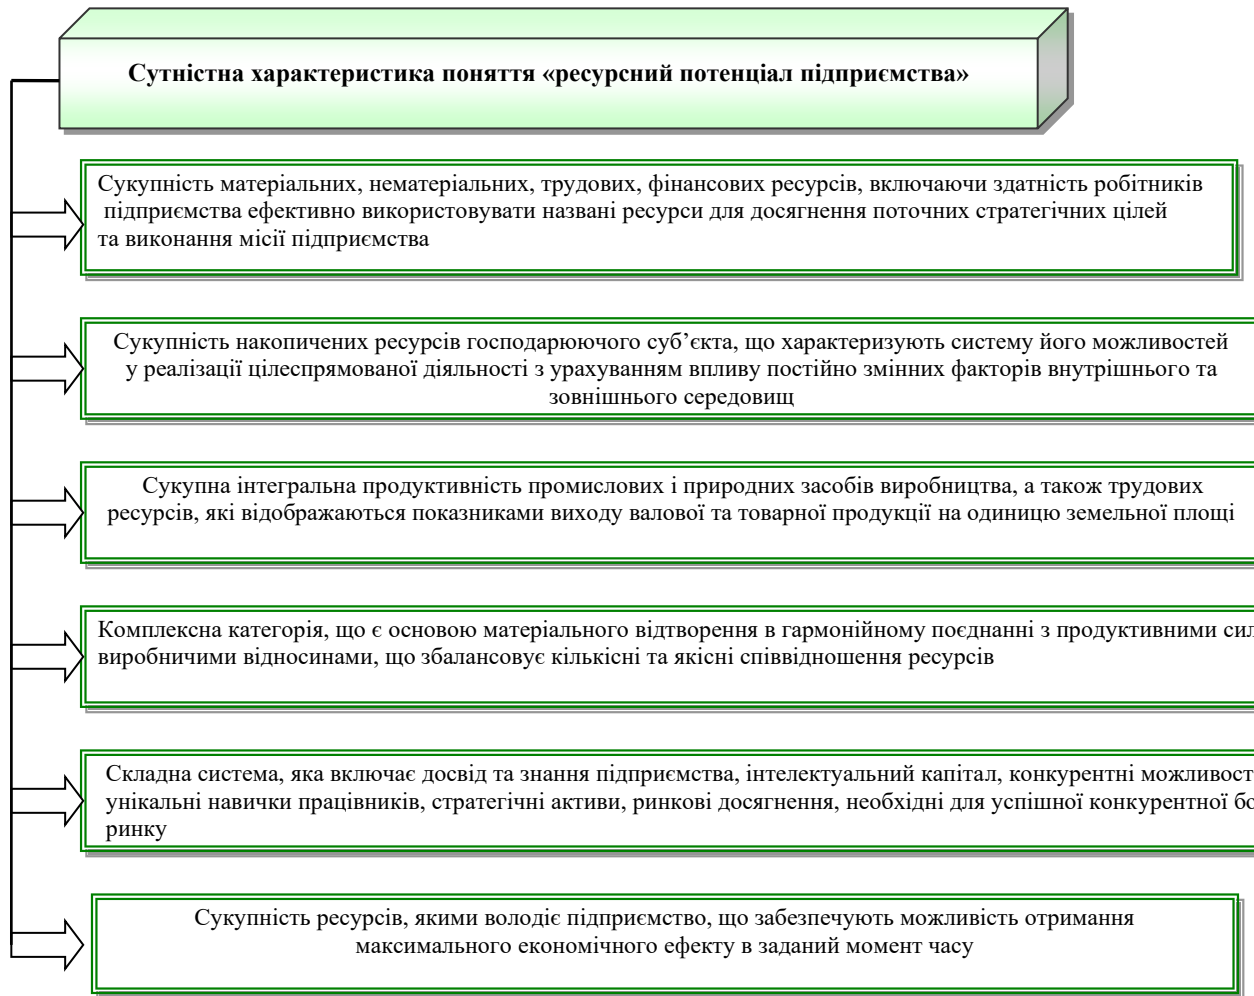 Сутністна характеристика поняття «ресурсний потенціал підприємства»
Сукупність матеріальних, нематеріальних, трудових, фінансових ресурсів, включаючи здатність робітників
підприємства ефективно використовувати названі ресурси для досягнення поточних стратегічних цілей
та виконання місії підприємства
Сукупність накопичених ресурсів господарюючого суб’єкта, що характеризують систему його можливостей
у реалізації цілеспрямованої діяльності з урахуванням впливу постійно змінних факторів внутрішнього та
зовнішнього середовищ
Сукупна інтегральна продуктивність промислових і природних засобів виробництва, а також трудових
ресурсів, які відображаються показниками виходу валової та товарної продукції на одиницю земельної площі
Комплексна категорія, що є основою матеріального відтворення в гармонійному поєднанні з продуктивними
виробничими відносинами, що збалансовує кількісні та якісні співвідношення ресурсів
Складна система, яка включає досвід та знання підприємства, інтелектуальний капітал, конкурентні
унікальні навички працівників, стратегічні активи, ринкові досягнення, необхідні для успішної конкурентної
ринку
Сукупність ресурсів, якими володіє підприємство, що забезпечують можливість отримання
максимального економічного ефекту в заданий момент часу